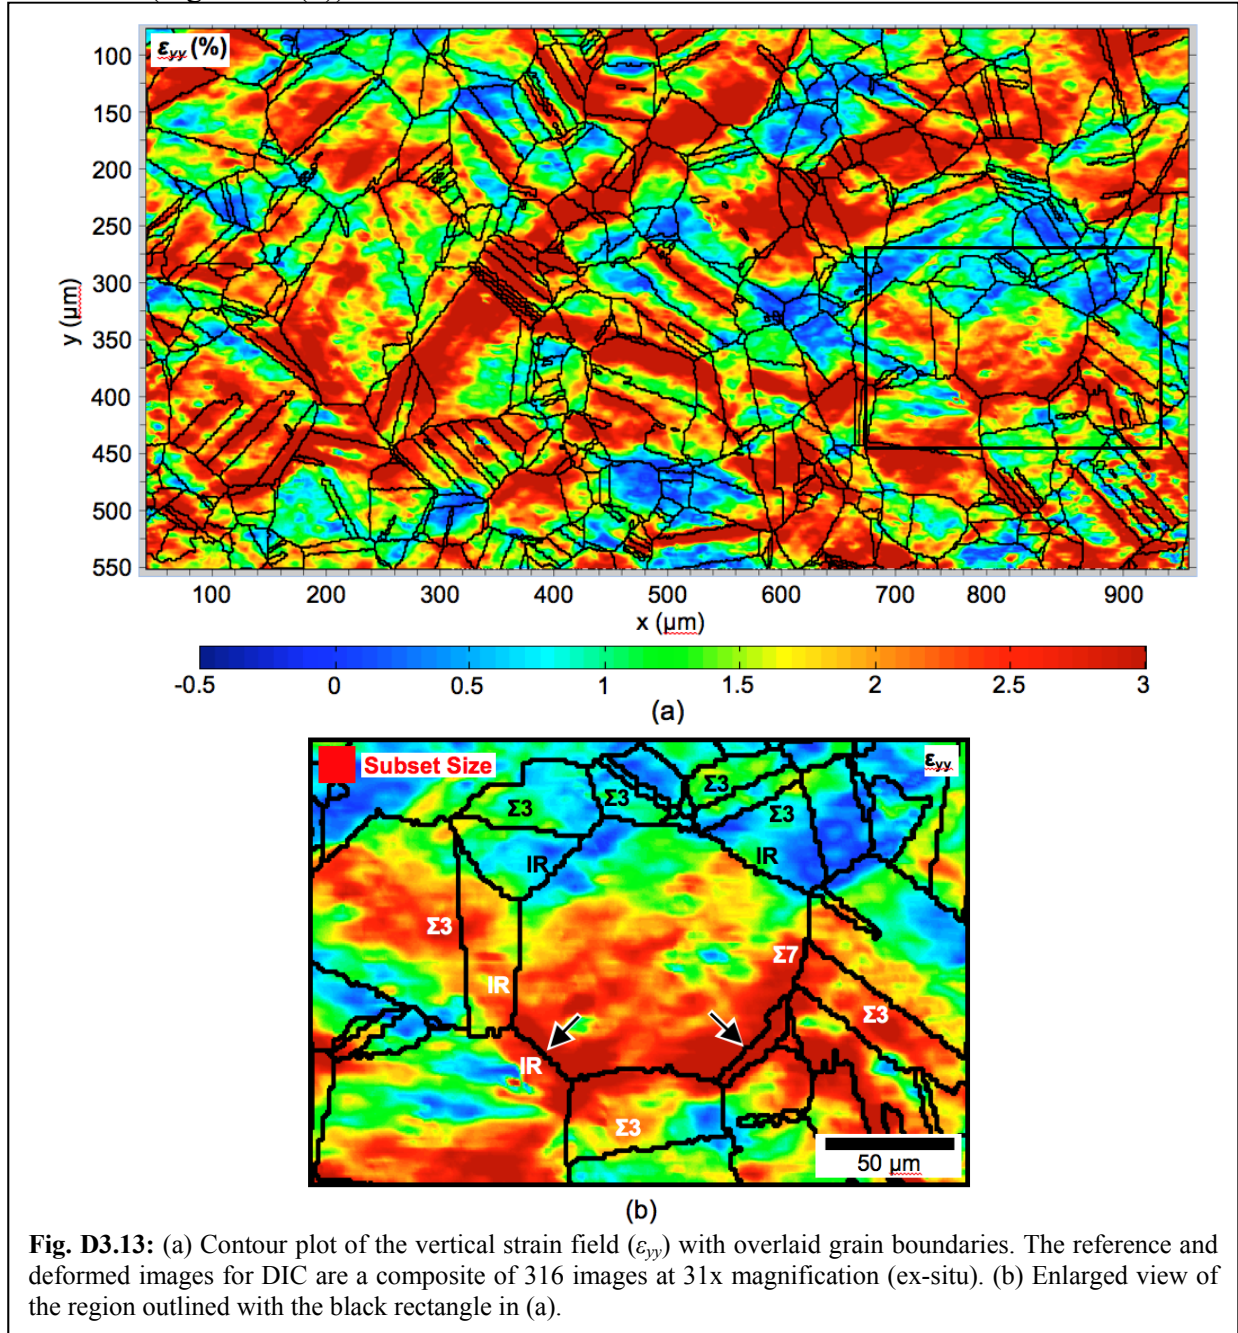 ε_yy (%)
100
150
200
250
300
350
400
450
500
550
y (µm)
100 200 300 400 500 600 700 800 900
x (µm)
-0.5 0 0.5 1 1.5 2 2.5 3
(a)
Subset Size
ε_yy
Σ3
Σ3
Σ3
Σ3
IR
IR
Σ3
Σ7
IR
Σ3
IR
Σ3
50 µm
(b)
Fig. D3.13: (a) Contour plot of the vertical strain field (ε_yy) with overlaid grain boundaries. The reference and
deformed images for DIC are a composite of 316 images at 31x magnification (ex-situ). (b) Enlarged view of
the region outlined with the black rectangle in (a).